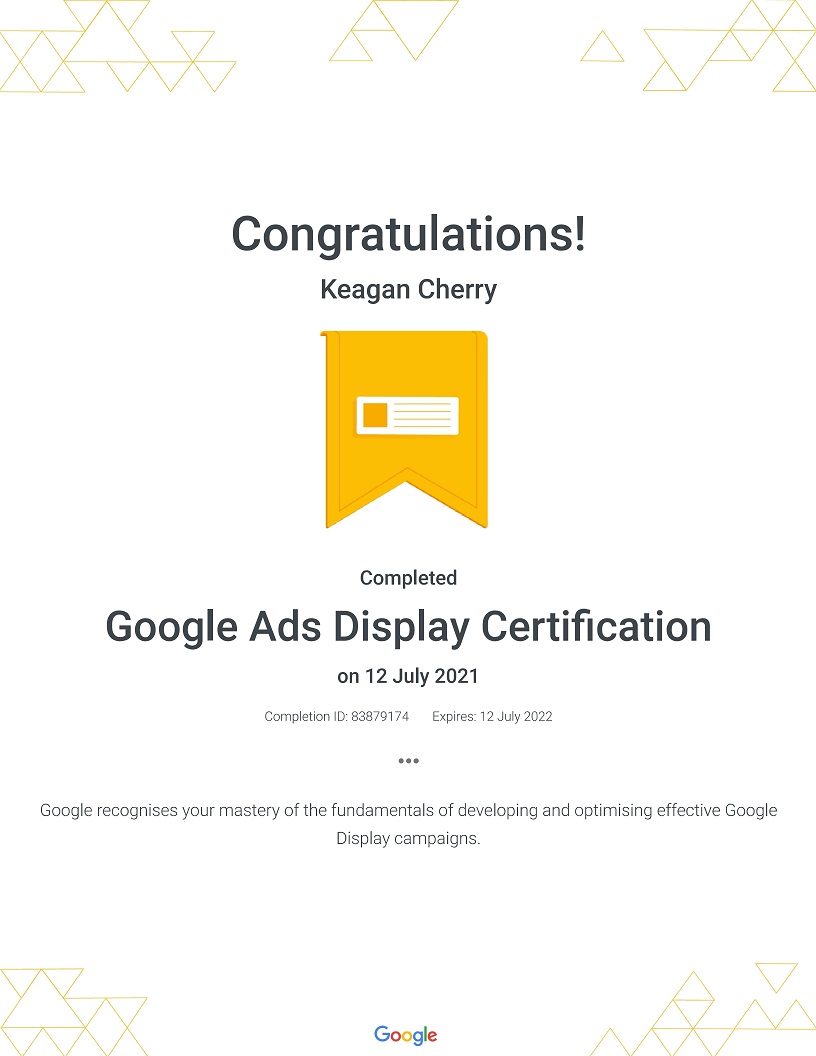 Congratulations!
Keagan Cherry
Completed
Google Ads Display Certification
on 12 July 2021
Completion ID: 83879174 Expires: 12 July 2022
•••
Google recognises your mastery of the fundamentals of developing and optimising effective Google
Display campaigns.
Google